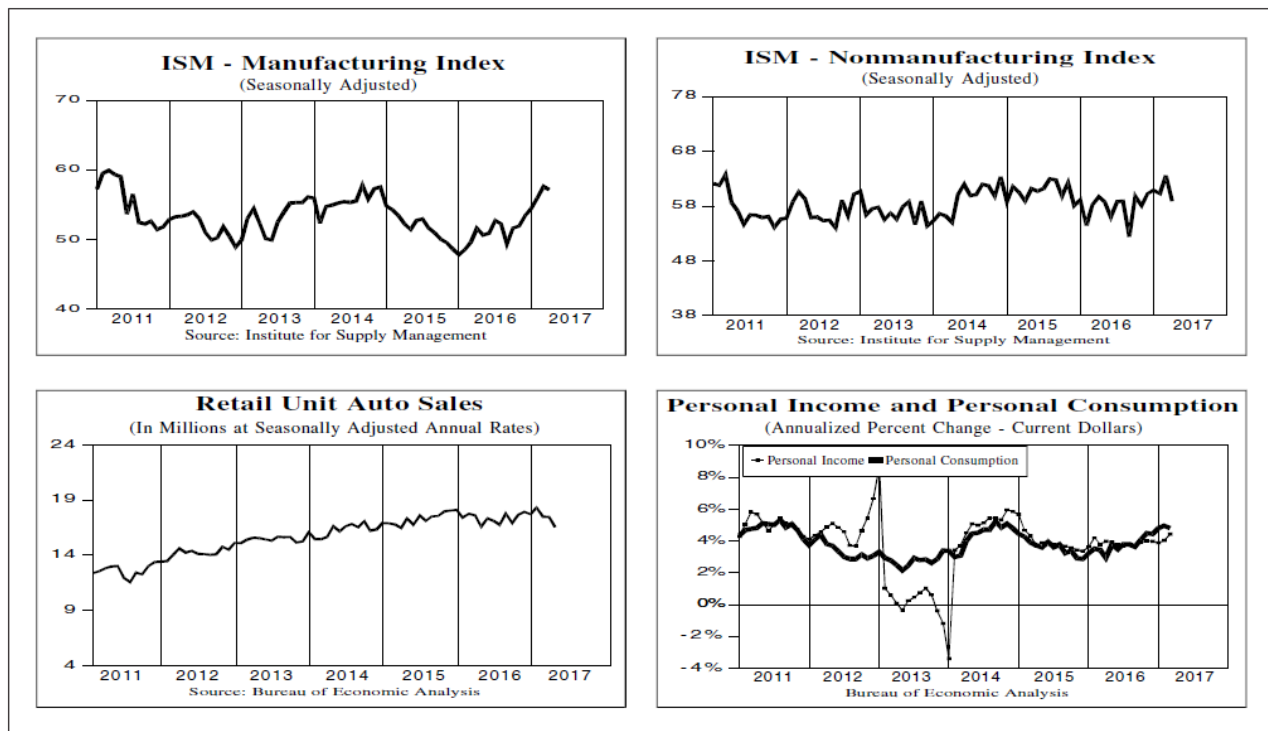 ISM - Manufacturing Index
(Seasonally Adjusted)
70
60
50
40
2011 2012 2013 2014 2015 2016 2017
Source: Institute for Supply Management
ISM - Nonmanufacturing Index
(Seasonally Adjusted)
78
68
58
48
38
2011 2012 2013 2014 2015 2016 2017
Source: Institute for Supply Management
Retail Unit Auto Sales
(In Millions at Seasonally Adjusted Annual Rates)
24
19
14
9
4
2011 2012 2013 2014 2015 2016 2017
Source: Bureau of Economic Analysis
Personal Income and Personal Consumption
(Annualized Percent Change - Current Dollars)
10%
Personal Income Personal Consumption
8%
6%
4%
2%
0%
-2%
-4%
2011 2012 2013 2014 2015 2016 2017
Bureau of Economic Analysis